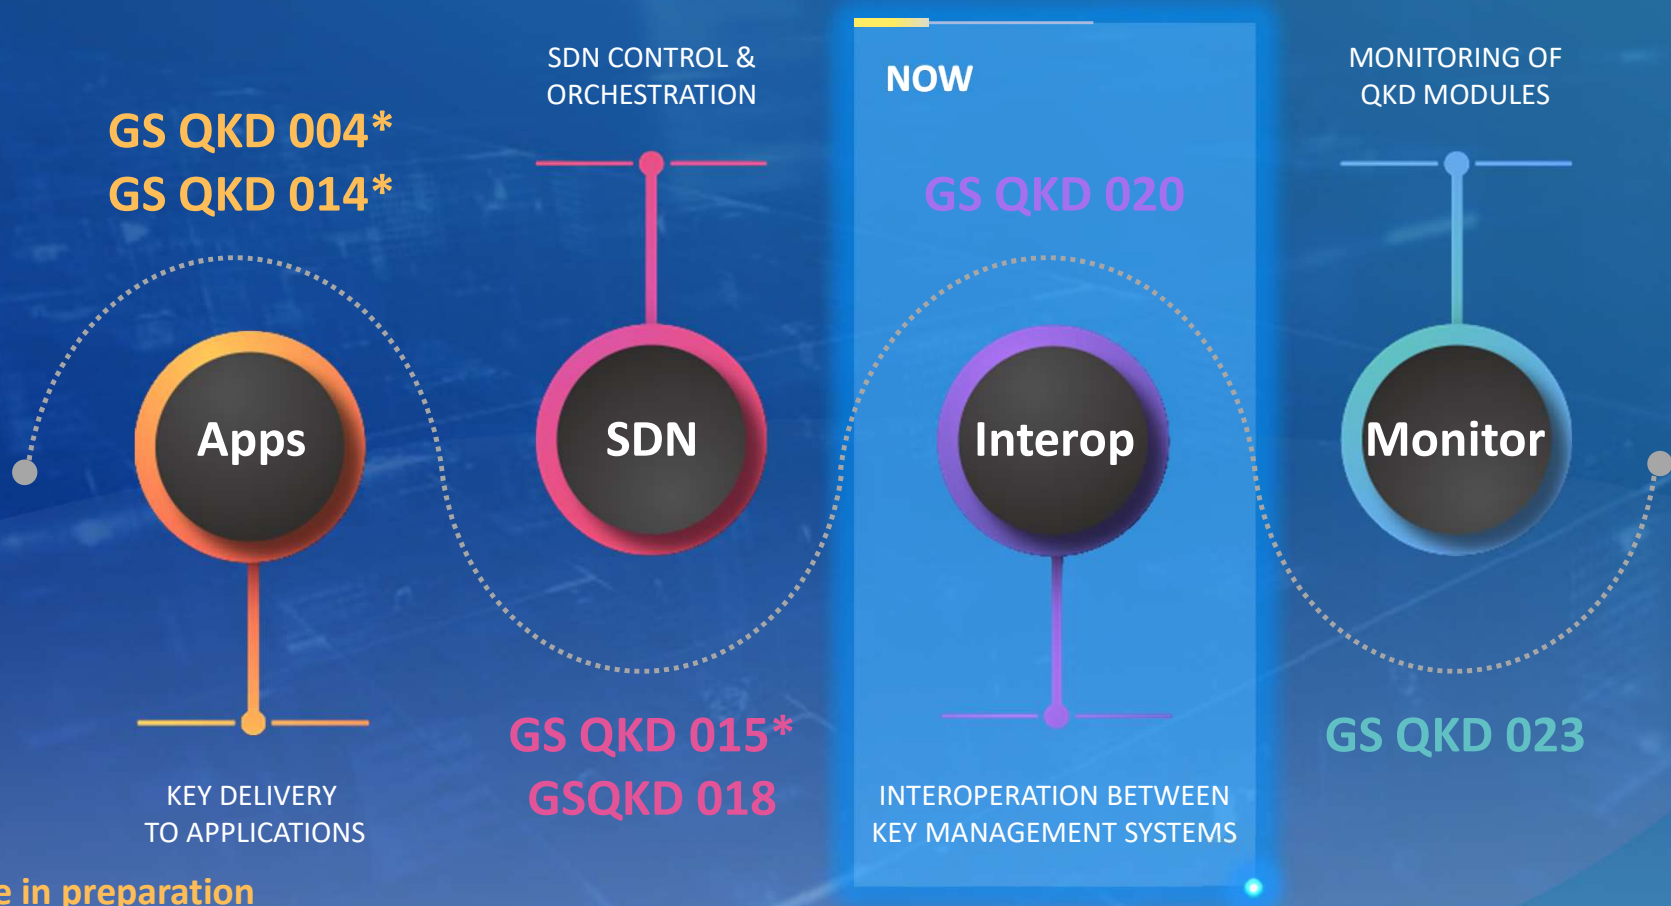 GS QKD 004*
GS QKD 014*
Apps
KEY DELIVERY
TO APPLICATIONS
SDN CONTROL &
ORCHESTRATION
SDN
GS QKD 015*
GSQKD 018
NOW
GS QKD 020
Interop
INTEROPERATION BETWEEN
KEY MANAGEMENT SYSTEMS
MONITORING OF
QKD MODULES
Monitor
GS QKD 023
in preparation